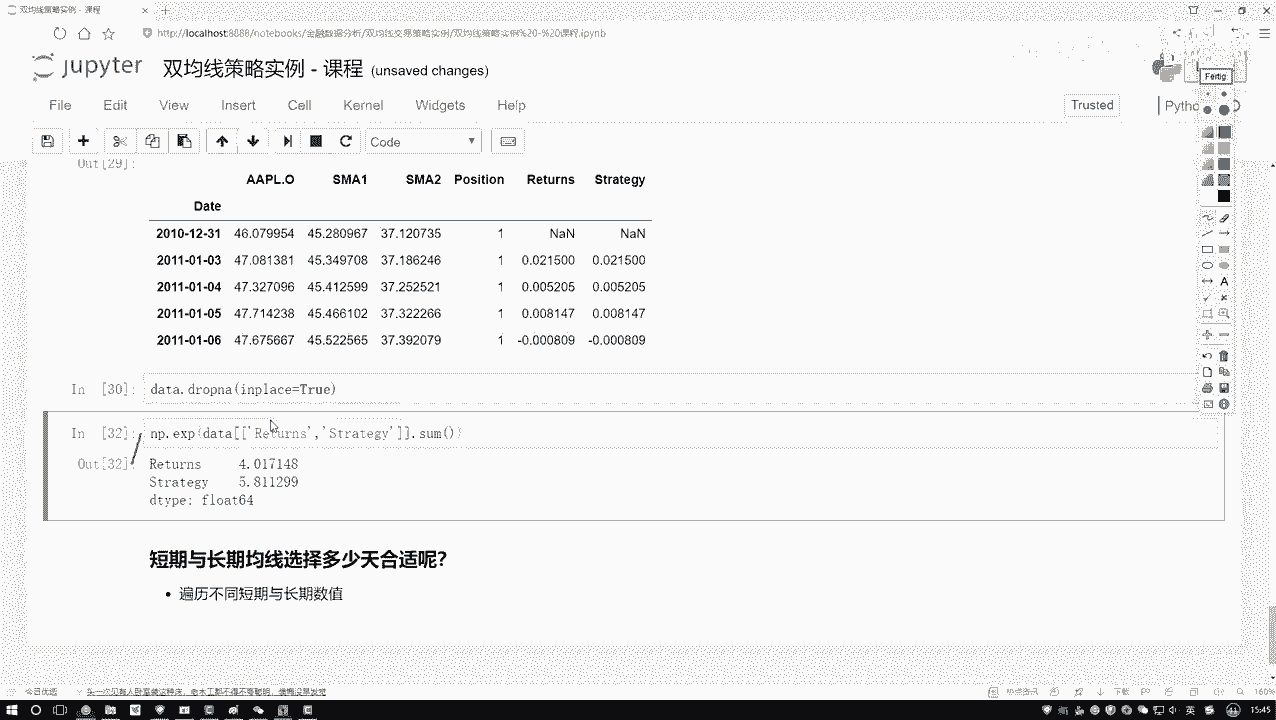 双均线策略实例 - 课程
http://localhost:8888/notebooks/金融数据分析/双均线交易策略实例/双均线策略实例%20-%20课程.ipynb
jupyter 双均线策略实例 - 课程 (unsaved changes)
Fertig
File Edit View Insert Cell Kernel Widgets Help
Trusted
Code
Out[29]:
AAPL.O SMA1 SMA2 Position Returns Strategy
Date
2010-12-31 46.079954 45.280967 37.120735 1 NaN NaN
2011-01-03 47.081381 45.349708 37.186246 1 0.021500 0.021500
2011-01-04 47.327096 45.412599 37.252521 1 0.005205 0.005205
2011-01-05 47.714238 45.466102 37.322266 1 0.008147 0.008147
2011-01-06 47.675667 45.522565 37.392079 1 -0.000809 -0.000809
In [30]: data.dropna(inplace=True)
In [32]: np.exp(data[['Returns','Strategy']].sum())
Out[32]: Returns 4.017148
Strategy 5.811299
dtype: float64
短期与长期均线选择多少天合适呢?
• 遍历不同短期与长期数值
今日优选
下载
160%
英
15:45